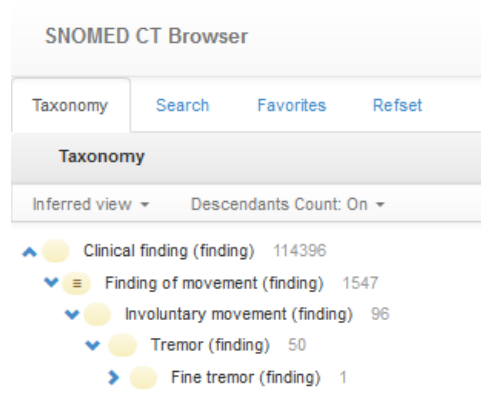 SNOMED CT Browser
Taxonomy Search Favorites Refset
Taxonomy
Inferred view Descendants Count: On
Clinical finding (finding) 114396
Finding of movement (finding) 1547
Involuntary movement (finding) 96
Tremor (finding) 50
Fine tremor (finding) 1